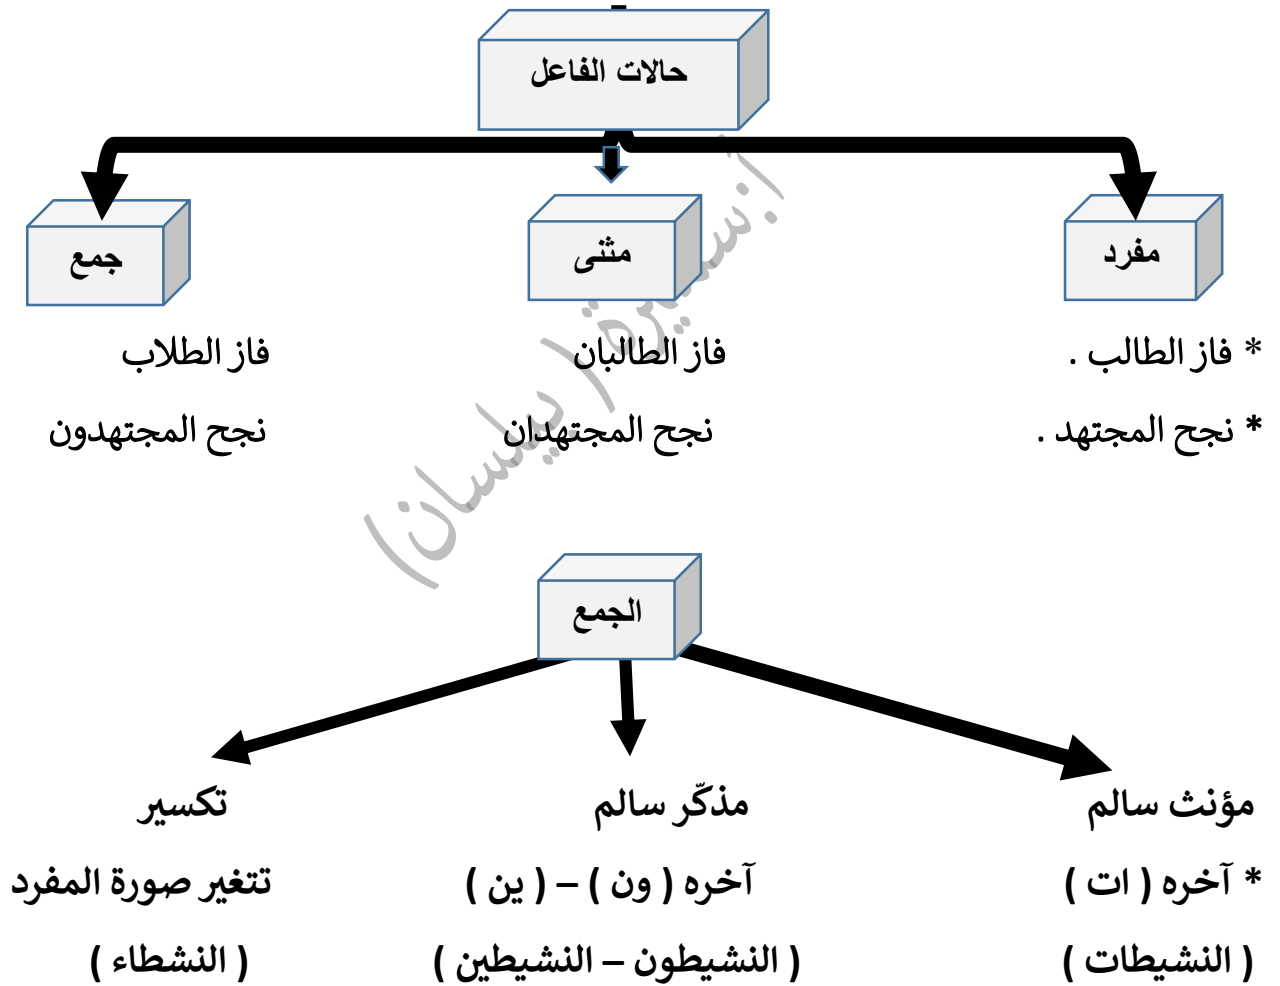 حالات الفاعل
مفرد
مثنى
جمع
* فاز الطالب .
فاز الطالبان
فاز الطلاب
* نجح المجتهد .
نجح المجتهدان
نجح المجتهدون
الجمع
مؤنث سالم
مذكّر سالم
تكسير
* آخره ( ات )
آخره ( ون ) – ( ين )
تتغير صورة المفرد
( النشيطات )
( النشيطون – النشيطين )
( النشطاء )
( بيلسان)